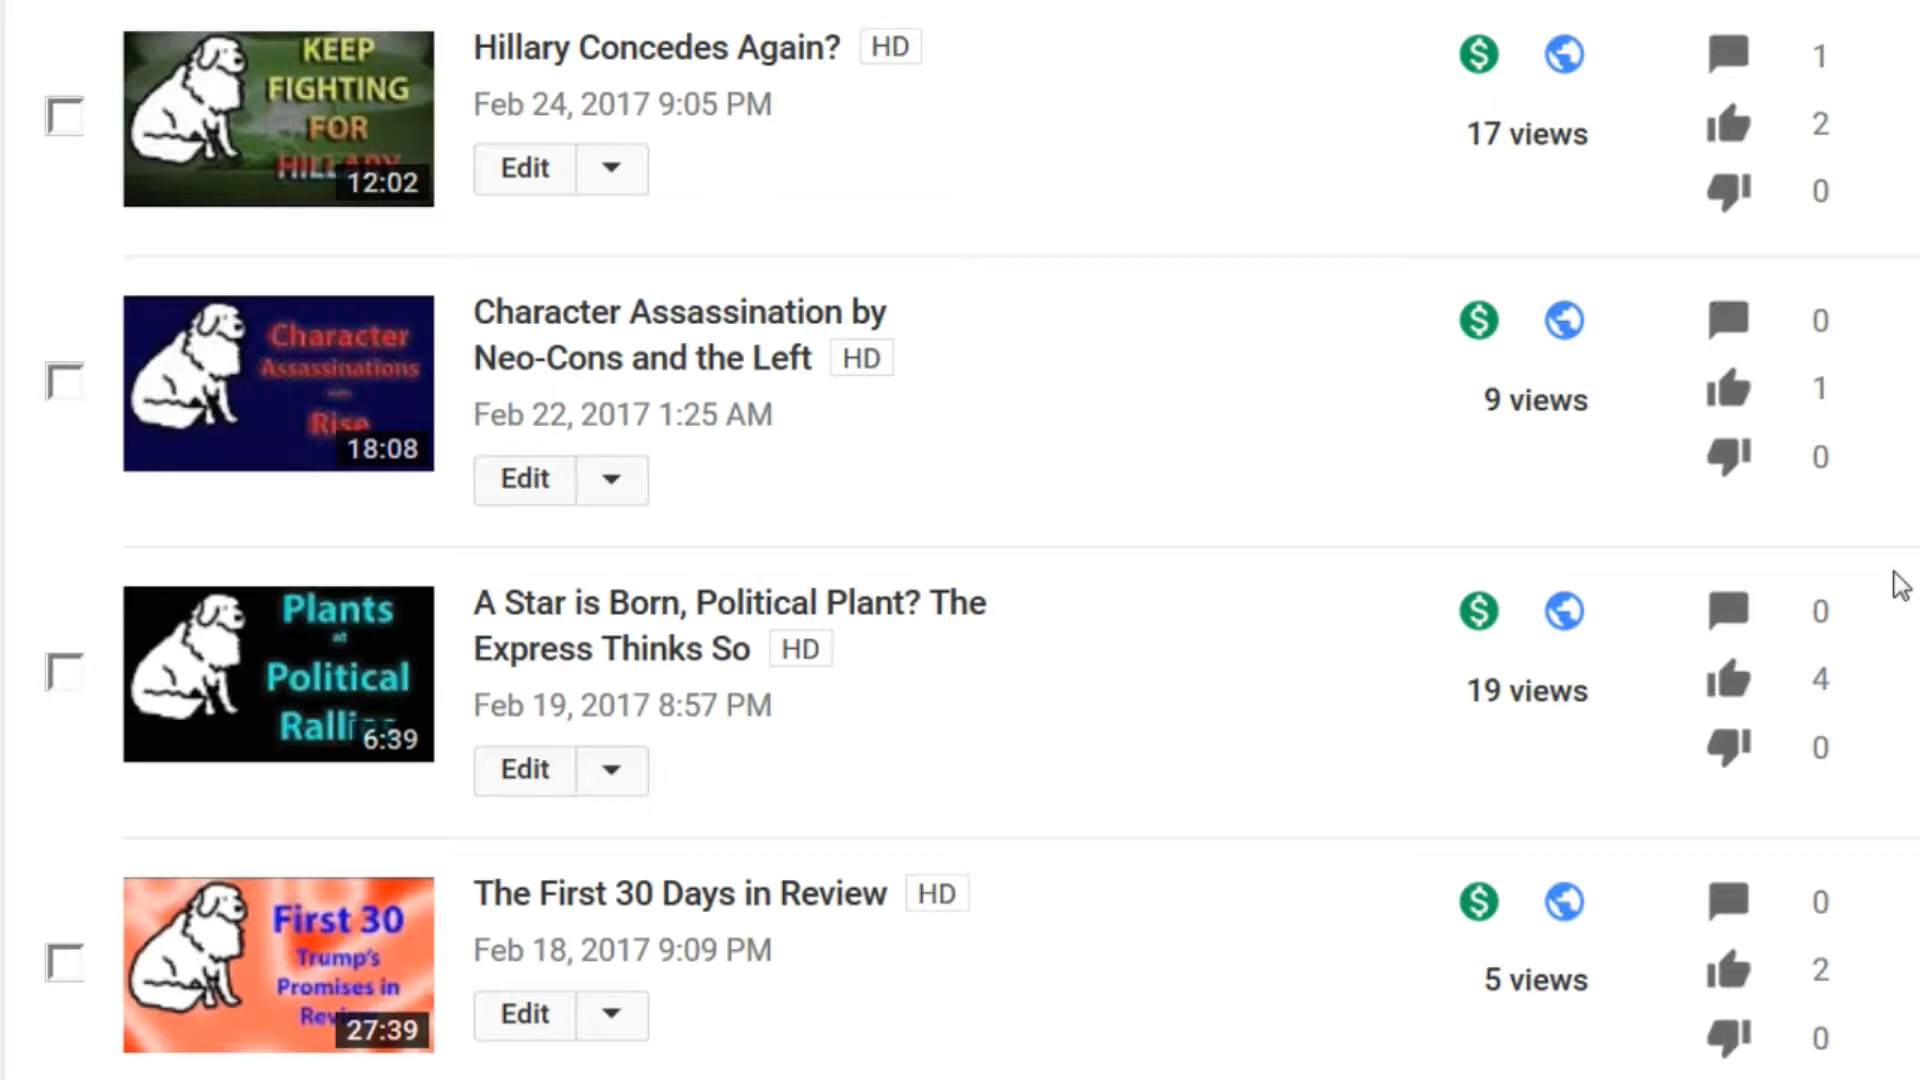 KEEP
FIGHTING
FOR
HILLARY
12:02
Hillary Concedes Again? HD
Feb 24, 2017 9:05 PM
Edit
17 views
1
2
0
Character
Assassinations
Rise
18:08
Character Assassination by
Neo-Cons and the Left HD
Feb 22, 2017 1:25 AM
Edit
9 views
0
1
0
Plants
at
Political
6:39
A Star is Born, Political Plant? The
Express Thinks So HD
Feb 19, 2017 8:57 PM
Edit
19 views
0
4
0
First 30
Trump's
Promises in
27:39
The First 30 Days in Review HD
Feb 18, 2017 9:09 PM
Edit
5 views
0
2
0